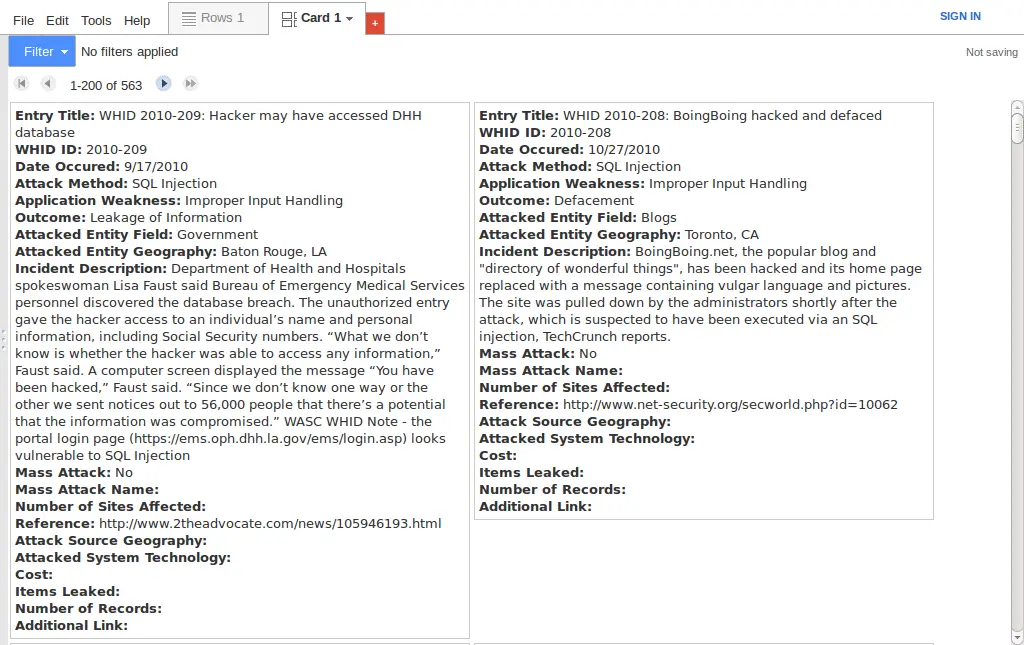 File Edit Tools Help
Rows 1
Card 1
+
SIGN IN
Filter
No filters applied
Not saving
1-200 of 563
Entry Title: WHID 2010-209: Hacker may have accessed DHH
database
WHID ID: 2010-209
Date Occured: 9/17/2010
Attack Method: SQL Injection
Application Weakness: Improper Input Handling
Outcome: Leakage of Information
Attacked Entity Field: Government
Attacked Entity Geography: Baton Rouge, LA
Incident Description: Department of Health and Hospitals
spokeswoman Lisa Faust said Bureau of Emergency Medical Services
personnel discovered the database breach. The unauthorized entry
gave the hacker access to an individual’s name and personal
information, including Social Security numbers. “What we don’t
know is whether the hacker was able to access any information,”
Faust said. A computer screen displayed the message “You have
been hacked,” Faust said. “Since we don’t know one way or the
other we sent notices out to 56,000 people that there’s a potential
that the information was compromised.” WASC WHID Note - the
portal login page (https://ems.oph.dhh.la.gov/ems/login.asp) looks
vulnerable to SQL Injection
Mass Attack: No
Mass Attack Name:
Number of Sites Affected:
Reference: http://www.2theadvocate.com/news/105946193.html
Attack Source Geography:
Attacked System Technology:
Cost:
Items Leaked:
Number of Records:
Additional Link:
Entry Title: WHID 2010-208: BoingBoing hacked and defaced
WHID ID: 2010-208
Date Occured: 10/27/2010
Attack Method: SQL Injection
Application Weakness: Improper Input Handling
Outcome: Defacement
Attacked Entity Field: Blogs
Attacked Entity Geography: Toronto, CA
Incident Description: BoingBoing.net, the popular blog and
"directory of wonderful things", has been hacked and its home page
replaced with a message containing vulgar language and pictures.
The site was pulled down by the administrators shortly after the
attack, which is suspected to have been executed via an SQL
injection, TechCrunch reports.
Mass Attack: No
Mass Attack Name:
Number of Sites Affected:
Reference: http://www.net-security.org/secworld.php?id=10062
Attack Source Geography:
Attacked System Technology:
Cost:
Items Leaked:
Number of Records:
Additional Link: